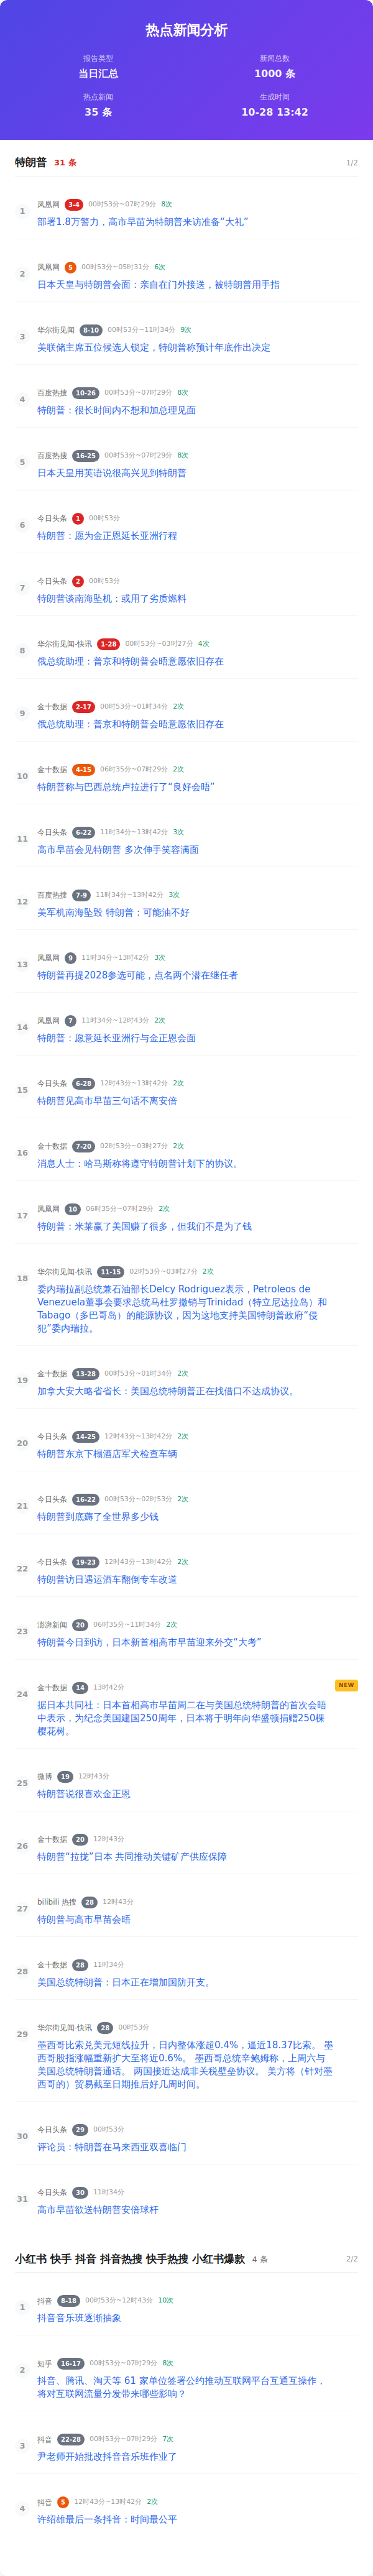 热点新闻分析
报告类型
当日汇总
新闻总数
1000 条
热点新闻
35 条
生成时间
10-28 13:42
特朗普 31 条 1/2
1
凤凰网 3-4 00时53分~07时29分 8次
部署1.8万警力，高市早苗为特朗普来访准备“大礼”
2
凤凰网 5 00时53分~05时31分 6次
日本天皇与特朗普会面：亲自在门外接送，被特朗普用手指
3
华尔街见闻 8-10 00时53分~11时34分 9次
美联储主席五位候选人锁定，特朗普称预计年底作出决定
4
百度热搜 10-26 00时53分~07时29分 8次
特朗普：很长时间内不想和加总理见面
5
百度热搜 16-25 00时53分~07时29分 8次
日本天皇用英语说很高兴见到特朗普
6
今日头条 1 00时53分
特朗普：愿为金正恩延长亚洲行程
7
今日头条 2 00时53分
特朗普谈南海坠机：或用了劣质燃料
8
华尔街见闻-快讯 1-28 00时53分~03时27分 4次
俄总统助理：普京和特朗普会晤意愿依旧存在
9
金十数据 2-17 00时53分~01时34分 2次
俄总统助理：普京和特朗普会晤意愿依旧存在
10
金十数据 4-15 06时35分~07时29分 2次
特朗普称与巴西总统卢拉进行了“良好会晤”
11
今日头条 6-22 11时34分~13时42分 3次
高市早苗会见特朗普 多次伸手笑容满面
12
百度热搜 7-9 11时34分~13时42分 3次
美军机南海坠毁 特朗普：可能油不好
13
凤凰网 9 11时34分~13时42分 3次
特朗普再提2028参选可能，点名两个潜在继任者
14
凤凰网 7 11时34分~12时43分 2次
特朗普：愿意延长亚洲行与金正恩会面
15
今日头条 6-28 12时43分~13时42分 2次
特朗普见高市早苗三句话不离安倍
16
金十数据 7-20 02时53分~03时27分 2次
消息人士：哈马斯称将遵守特朗普计划下的协议。
17
凤凰网 10 06时35分~07时29分 2次
特朗普：米莱赢了美国赚了很多，但我们不是为了钱
18
华尔街见闻-快讯 11-15 02时53分~03时27分 2次
委内瑞拉副总统兼石油部长Delcy Rodriguez表示，Petroleos de
Venezuela董事会要求总统马杜罗撤销与Trinidad（特立尼达拉岛）和
Tabago（多巴哥岛）的能源协议，因为这地支持美国特朗普政府“侵
犯”委内瑞拉。
19
金十数据 13-28 00时53分~01时34分 2次
加拿大安大略省省长：美国总统特朗普正在找借口不达成协议。
20
今日头条 14-25 12时43分~13时42分 2次
特朗普东京下榻酒店军犬检查车辆
21
今日头条 16-22 00时53分~02时53分 2次
特朗普到底薅了全世界多少钱
22
今日头条 19-23 12时43分~13时42分 2次
特朗普访日遇运酒车翻倒专车改道
23
澎湃新闻 20 06时35分~11时34分 2次
特朗普今日到访，日本新首相高市早苗迎来外交“大考”
24
金十数据 14 13时42分 NEW
据日本共同社：日本首相高市早苗周二在与美国总统特朗普的首次会晤
中表示，为纪念美国建国250周年，日本将于明年向华盛顿捐赠250棵
樱花树。
25
微博 19 12时43分
特朗普说很喜欢金正恩
26
金十数据 20 12时43分
特朗普“拉拢”日本 共同推动关键矿产供应保障
27
bilibili 热搜 28 12时43分
特朗普与高市早苗会晤
28
金十数据 28 11时34分
美国总统特朗普：日本正在增加国防开支。
29
华尔街见闻-快讯 28 00时53分
墨西哥比索兑美元短线拉升，日内整体涨超0.4%，逼近18.37比索。 墨
西哥股指涨幅重新扩大至将近0.6%。 墨西哥总统辛鲍姆称，上周六与
美国总统特朗普通话。 两国接近达成非关税壁垒协议。 美方将（针对墨
西哥的）贸易截至日期推后好几周时间。
30
今日头条 29 00时53分
评论员：特朗普在马来西亚双喜临门
31
今日头条 30 11时34分
高市早苗欲送特朗普安倍球杆
小红书 快手 抖音 抖音热搜 快手热搜 小红书爆款 4 条 2/2
1
抖音 8-18 00时53分~12时43分 10次
抖音音乐班逐渐抽象
2
知乎 16-17 00时53分~07时29分 8次
抖音、腾讯、淘天等 61 家单位签署公约推动互联网平台互通互操作，
将对互联网流量分发带来哪些影响？
3
抖音 22-28 00时53分~07时29分 7次
尹老师开始批改抖音音乐班作业了
4
抖音 5 12时43分~13时42分 2次
许绍雄最后一条抖音：时间最公平